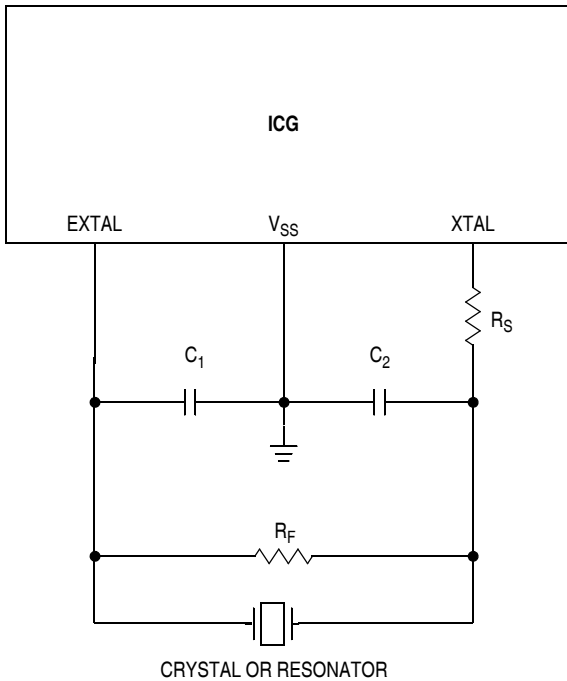 ICG
EXTAL
VSS
XTAL
RS
C1
C2
RF
CRYSTAL OR RESONATOR